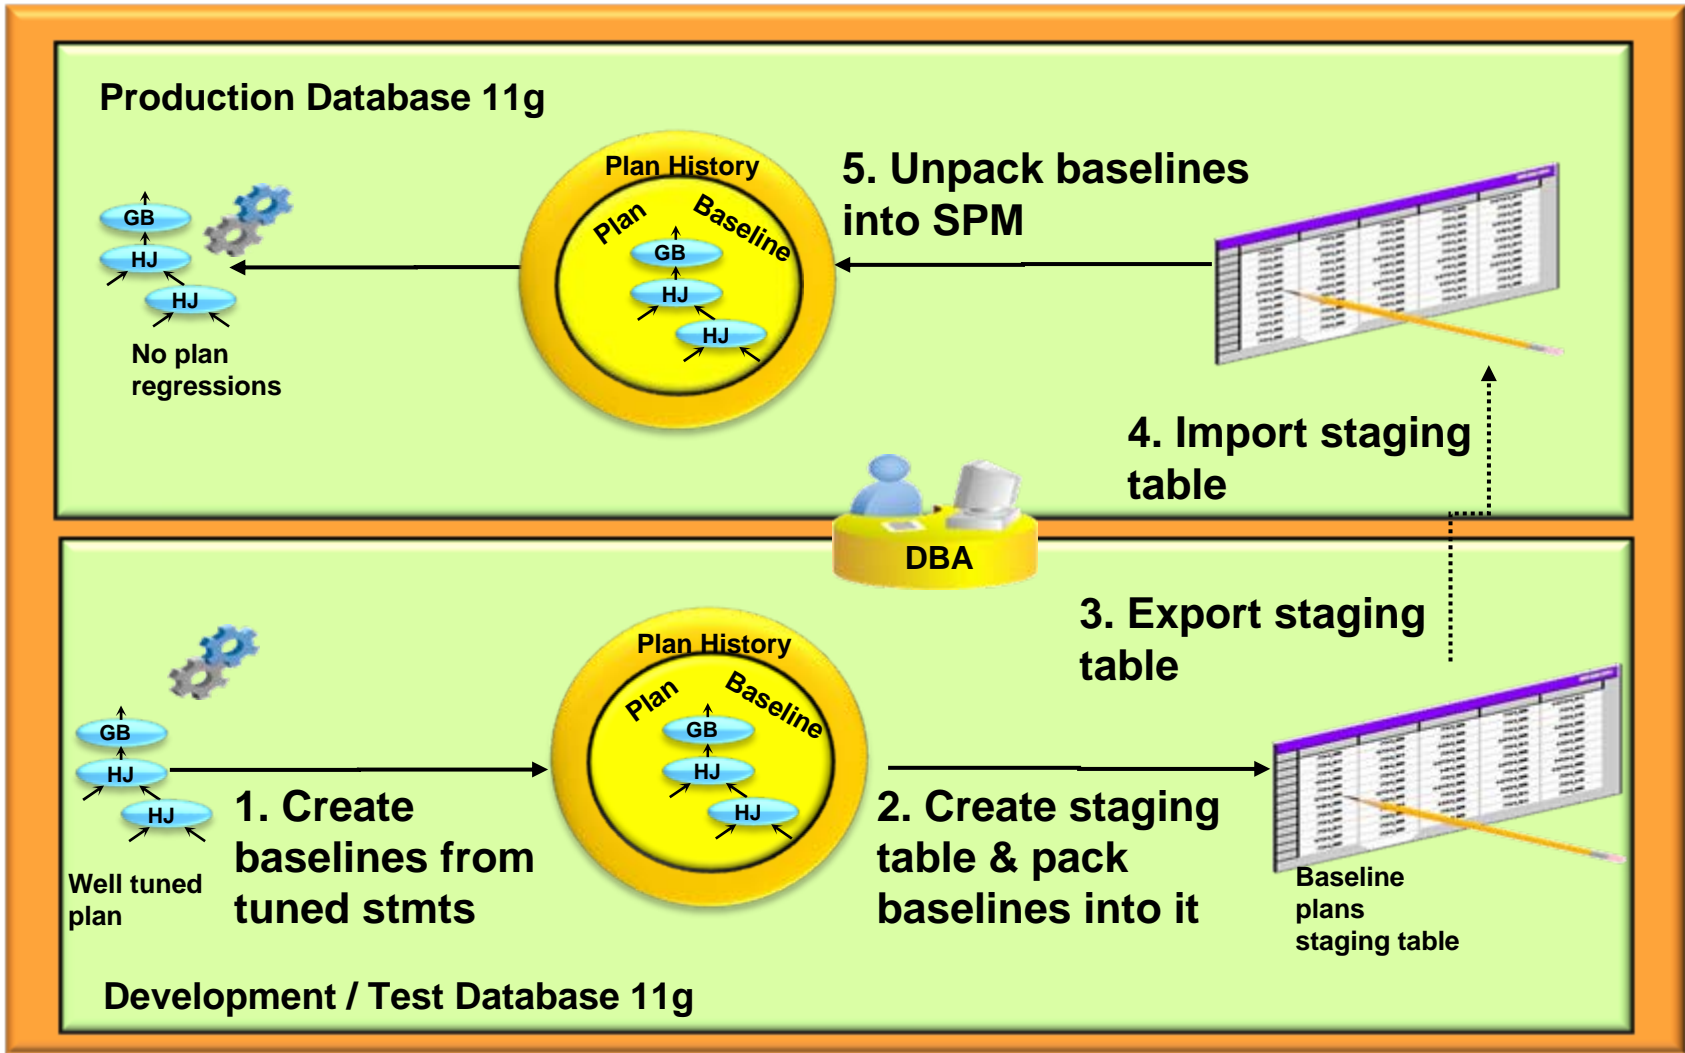 Production Database 11g
Plan History
Plan Baseline
GB
HJ
HJ
5. Unpack baselines
into SPM
GB
HJ
HJ
No plan
regressions
4. Import staging
table
DBA
3. Export staging
table
Plan History
Plan Baseline
GB
HJ
HJ
GB
HJ
HJ
Well tuned
plan
1. Create
baselines from
tuned stmts
2. Create staging
table & pack
baselines into it
Baseline
plans
staging table
Development / Test Database 11g